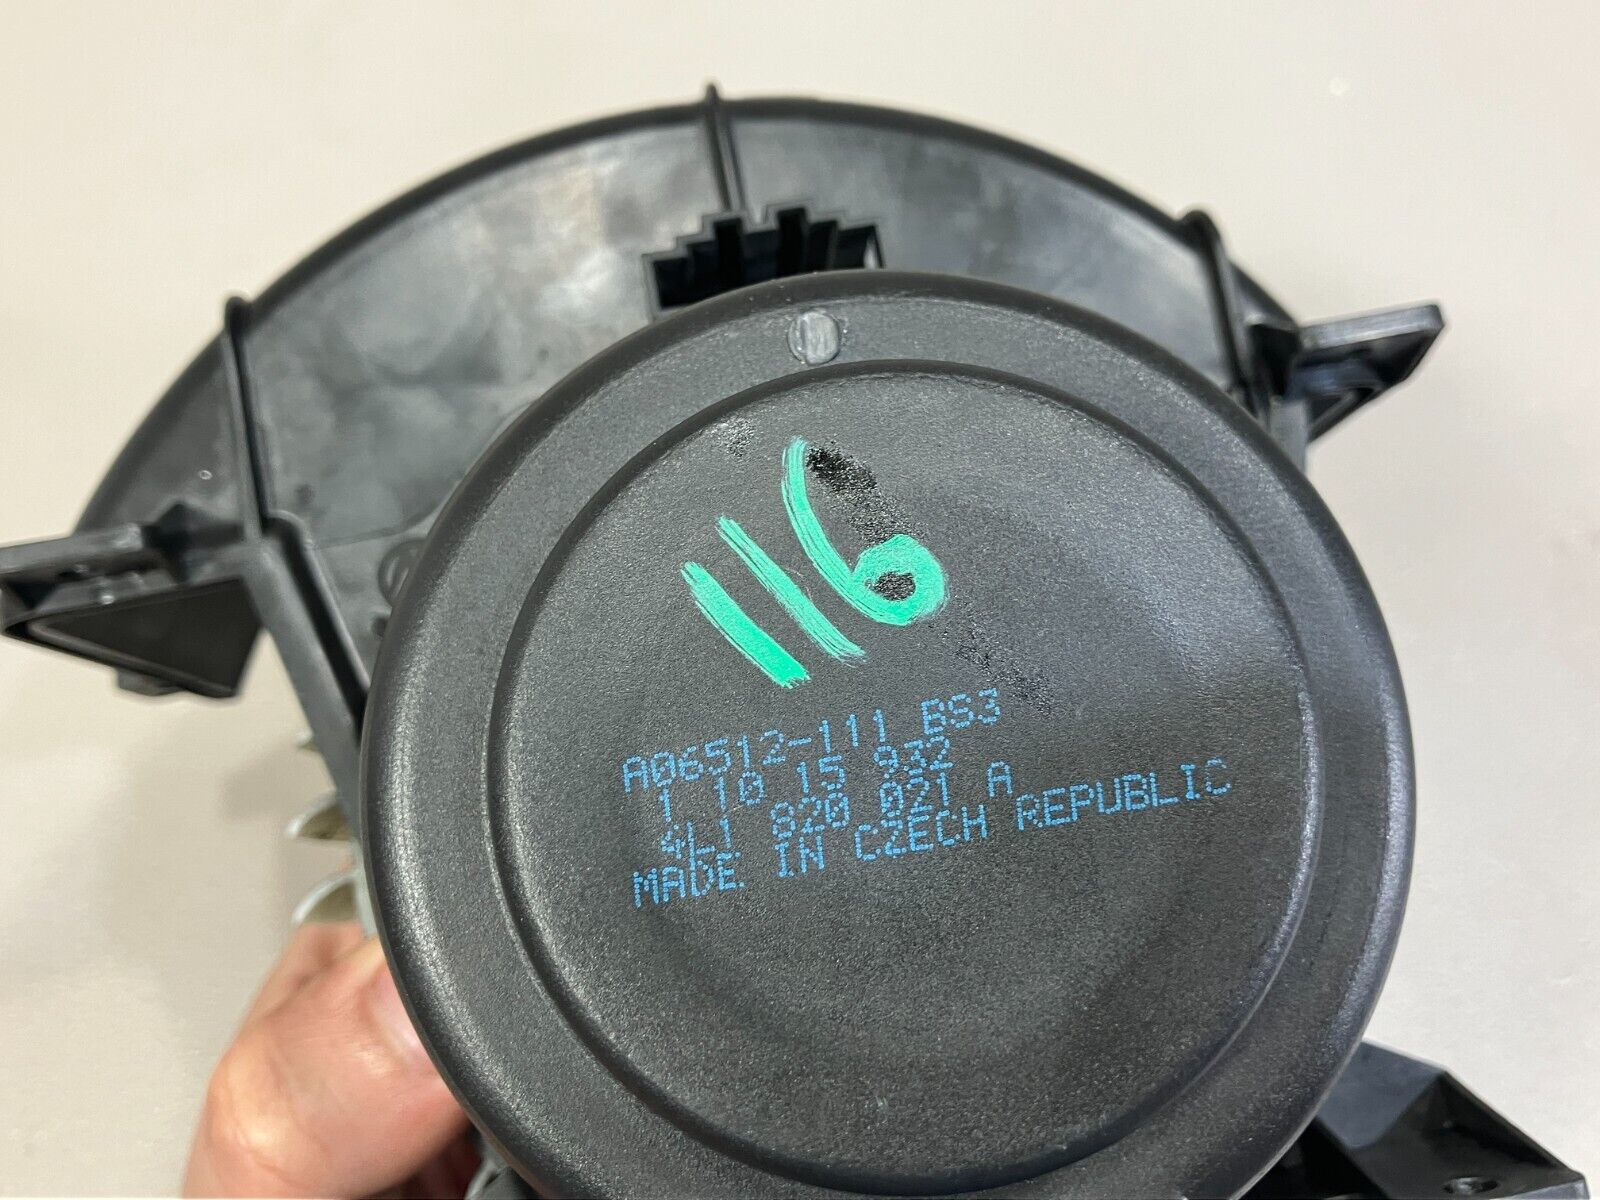 116
A06512-111 BS3
1 10 15 932
4L1 820 021 A
MADE IN CZECH REPUBLIC